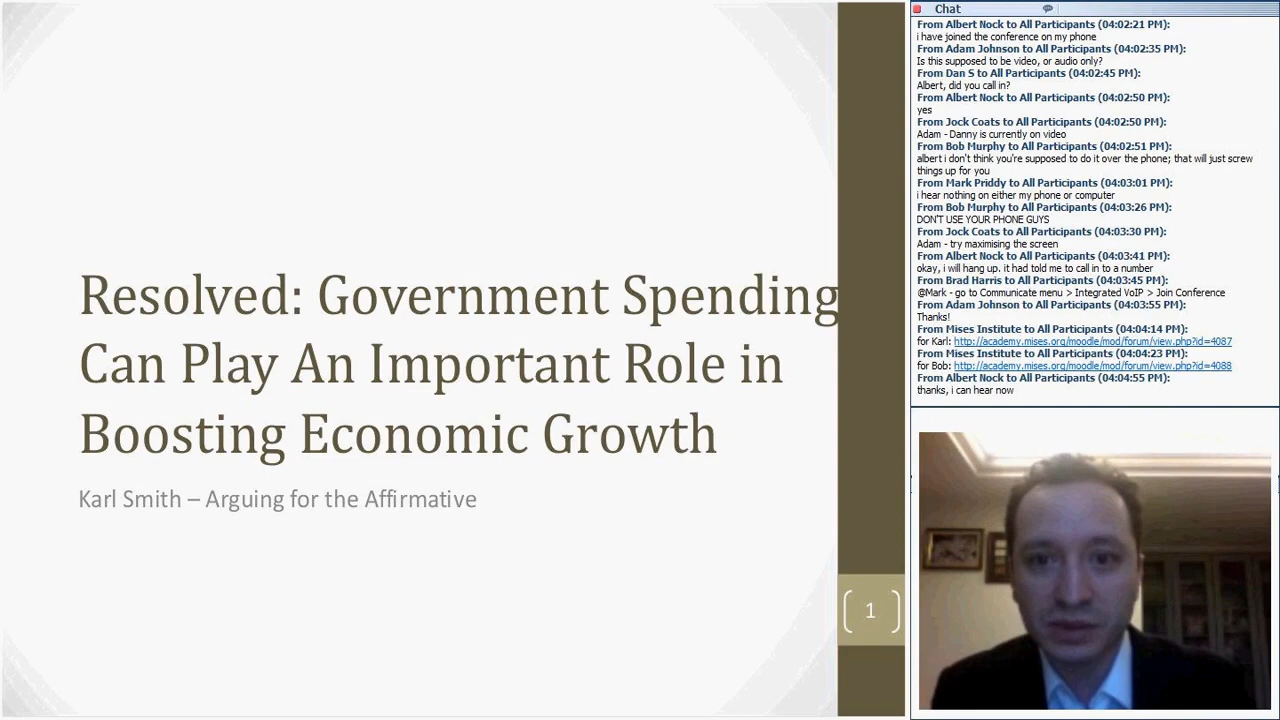 Resolved: Government Spending
Can Play An Important Role in
Boosting Economic Growth
Karl Smith – Arguing for the Affirmative
1
Chat
From Albert Nock to All Participants (04:02:21 PM):
i have joined the conference on my phone
From Adam Johnson to All Participants (04:02:35 PM):
Is this supposed to be video, or audio only?
From Dan S to All Participants (04:02:45 PM):
Albert, did you call in?
From Albert Nock to All Participants (04:02:50 PM):
yes
From Jock Coats to All Participants (04:02:50 PM):
Adam - Danny is currently on video
From Bob Murphy to All Participants (04:02:51 PM):
albert i don't think you're supposed to do it over the phone; that will just screw
things up for you
From Mark Priddy to All Participants (04:03:01 PM):
i hear nothing on either my phone or computer
From Bob Murphy to All Participants (04:03:26 PM):
DON'T USE YOUR PHONE GUYS
From Jock Coats to All Participants (04:03:30 PM):
Adam - try maximising the screen
From Albert Nock to All Participants (04:03:41 PM):
okay, i will hang up. it had told me to call in to a number
From Brad Harris to All Participants (04:03:45 PM):
@Mark - go to Communicate menu > Integrated VoIP > Join Conference
From Adam Johnson to All Participants (04:03:55 PM):
Thanks!
From Mises Institute to All Participants (04:04:14 PM):
for Karl: http://academy.mises.org/moodle/mod/forum/view.php?id=4087
From Mises Institute to All Participants (04:04:23 PM):
for Bob: http://academy.mises.org/moodle/mod/forum/view.php?id=4088
From Albert Nock to All Participants (04:04:55 PM):
thanks, i can hear now